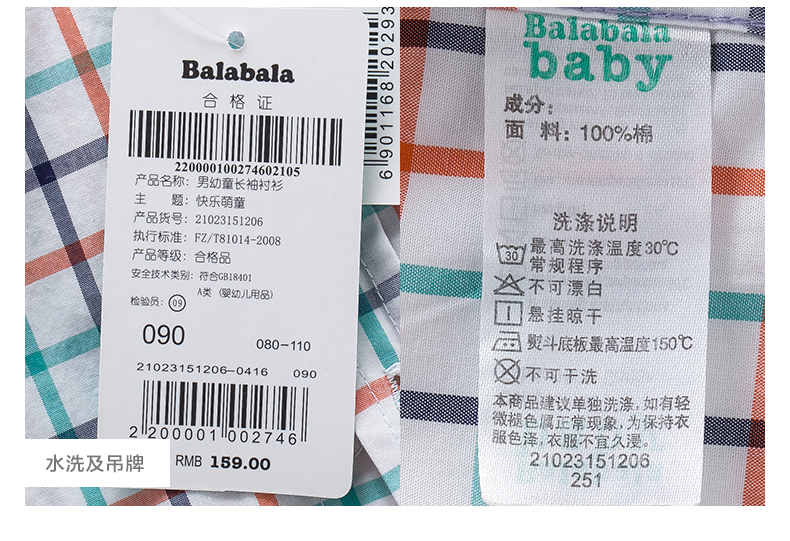 Balabala
合格证
220000100274602105
产品名称：男幼童长袖衬衫
主　　题：快乐萌童
产品货号：21023151206
执行标准：FZ/T81014-2008
产品等级：合格品
安全技术类别：符合GB18401
A类（婴幼儿用品）
检验员：09
090
080-110
21023151206-0416 090
2 200001 002746
RMB 159.00
水洗及吊牌
6 901168 20293
Balabala
baby
成分：
面　料：100%棉
洗涤说明
30
最高洗涤温度30℃
常规程序
不可漂白
悬挂晾干
熨斗底板最高温度150℃
不可干洗
本商品建议单独洗涤，如有轻
微褪色属正常现象，为保持衣
服色泽，衣服不宜久浸。
21023151206
251